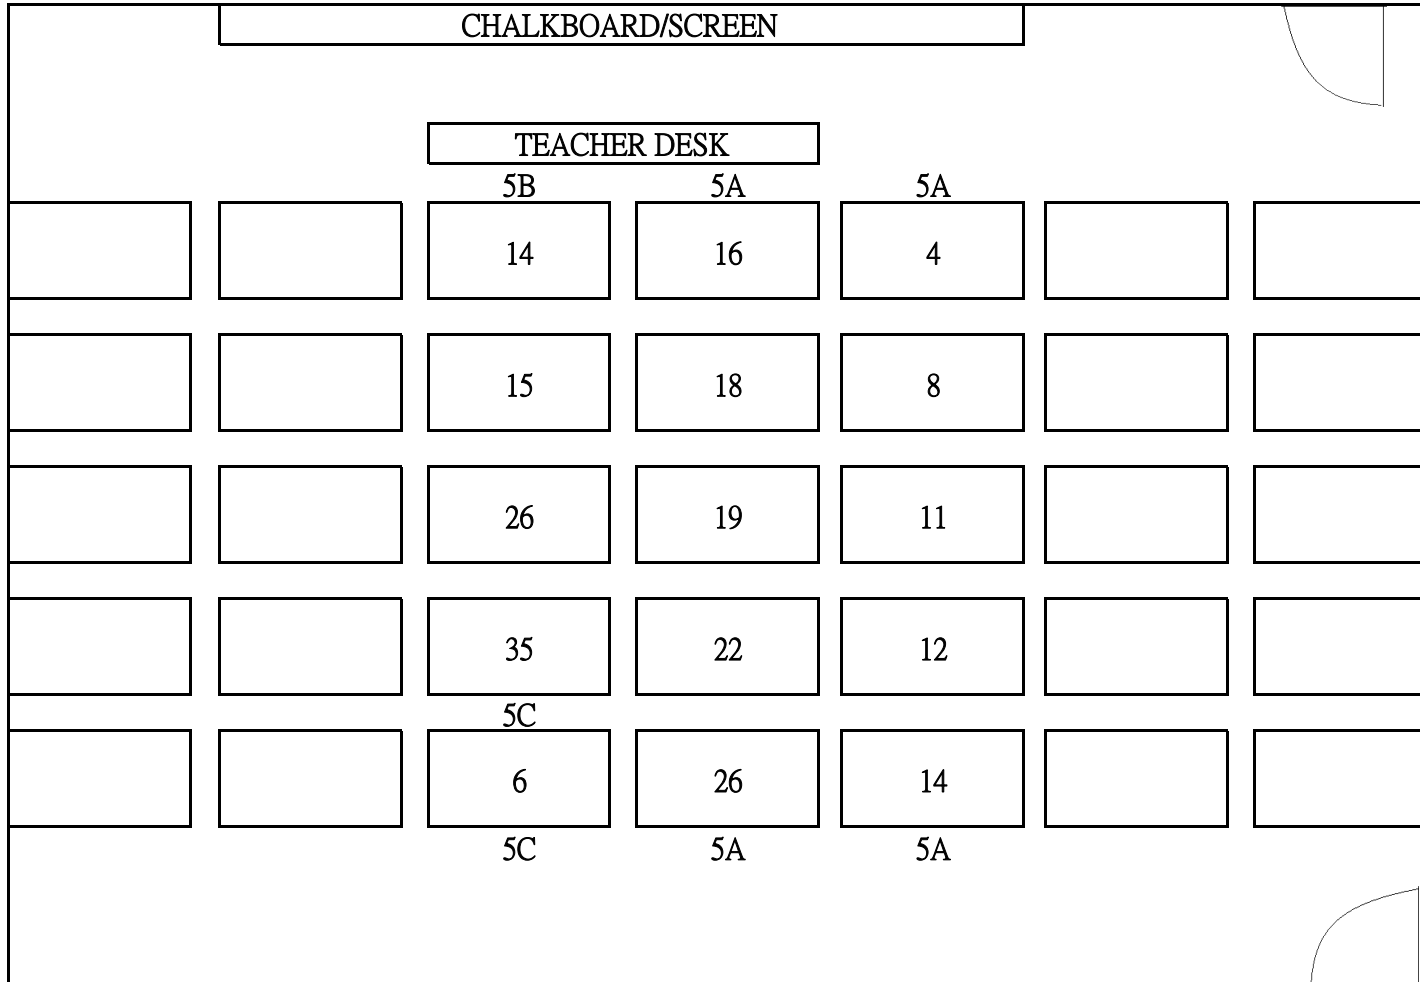 CHALKBOARD/SCREEN
TEACHER DESK
5B 5A 5A
14 16 4
15 18 8
26 19 11
35 22 12
5C
6 26 14
5C 5A 5A